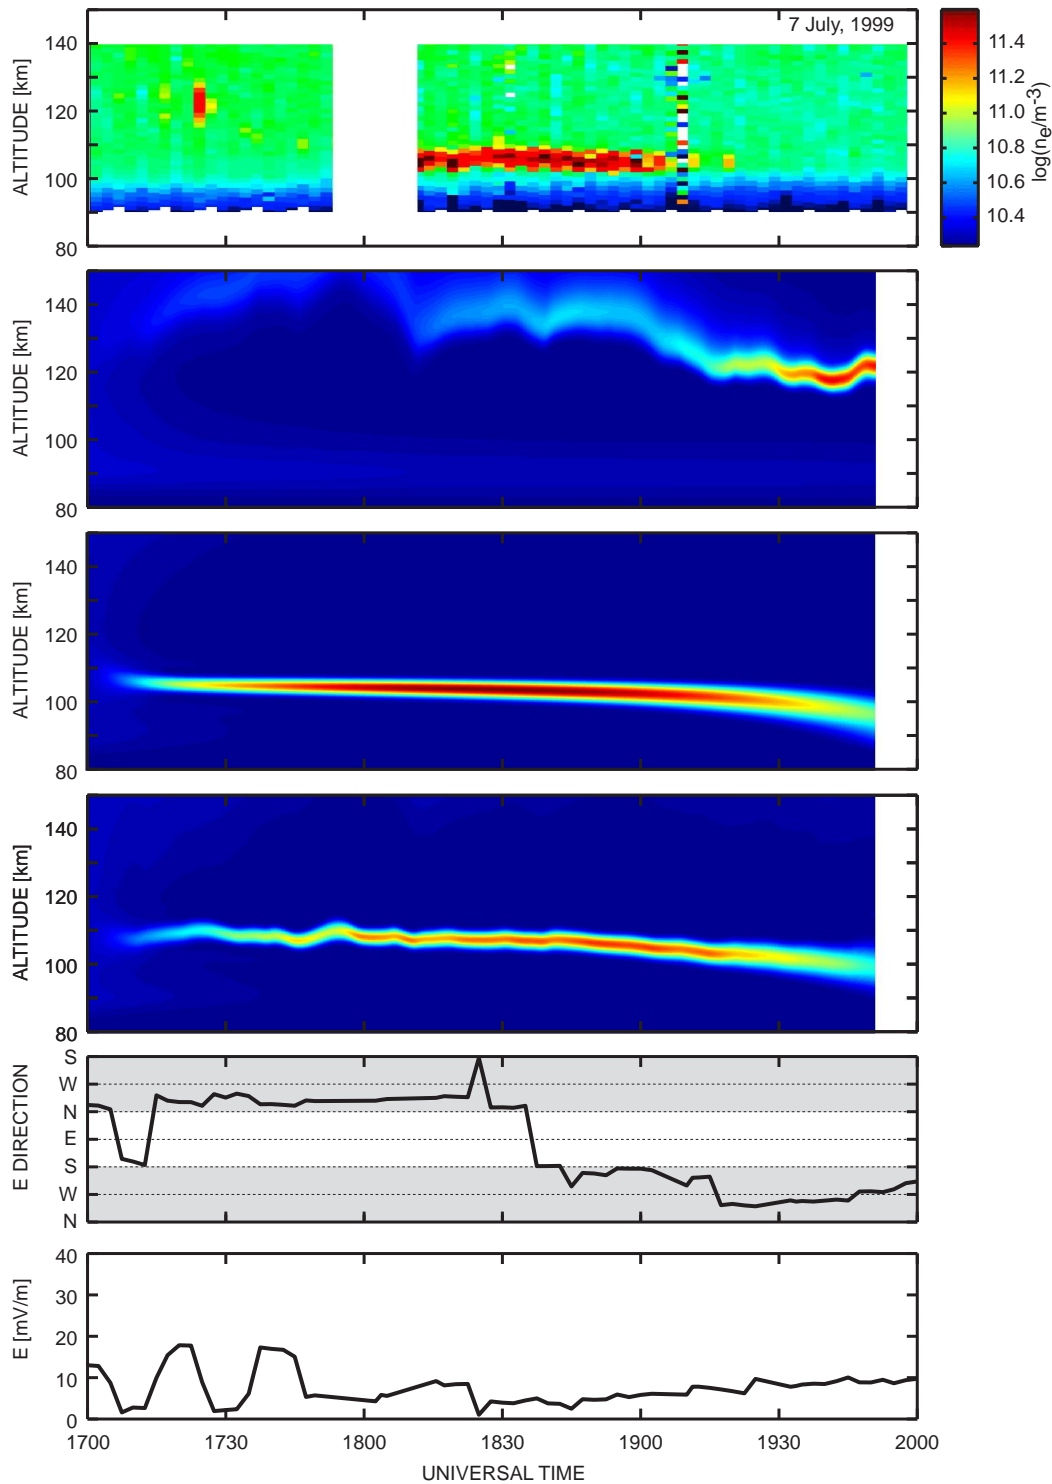 7 July, 1999
ALTITUDE [km]
140
120
100
80
11.4
11.2
11.0
10.8
10.6
10.4
log(ne/m-3)
ALTITUDE [km]
140
120
100
80
ALTITUDE [km]
140
120
100
80
ALTITUDE [km]
140
120
100
80
E DIRECTION
S
W
N
E
S
W
N
E [mV/m]
40
30
20
10
0
1700 1730 1800 1830 1900 1930 2000
UNIVERSAL TIME